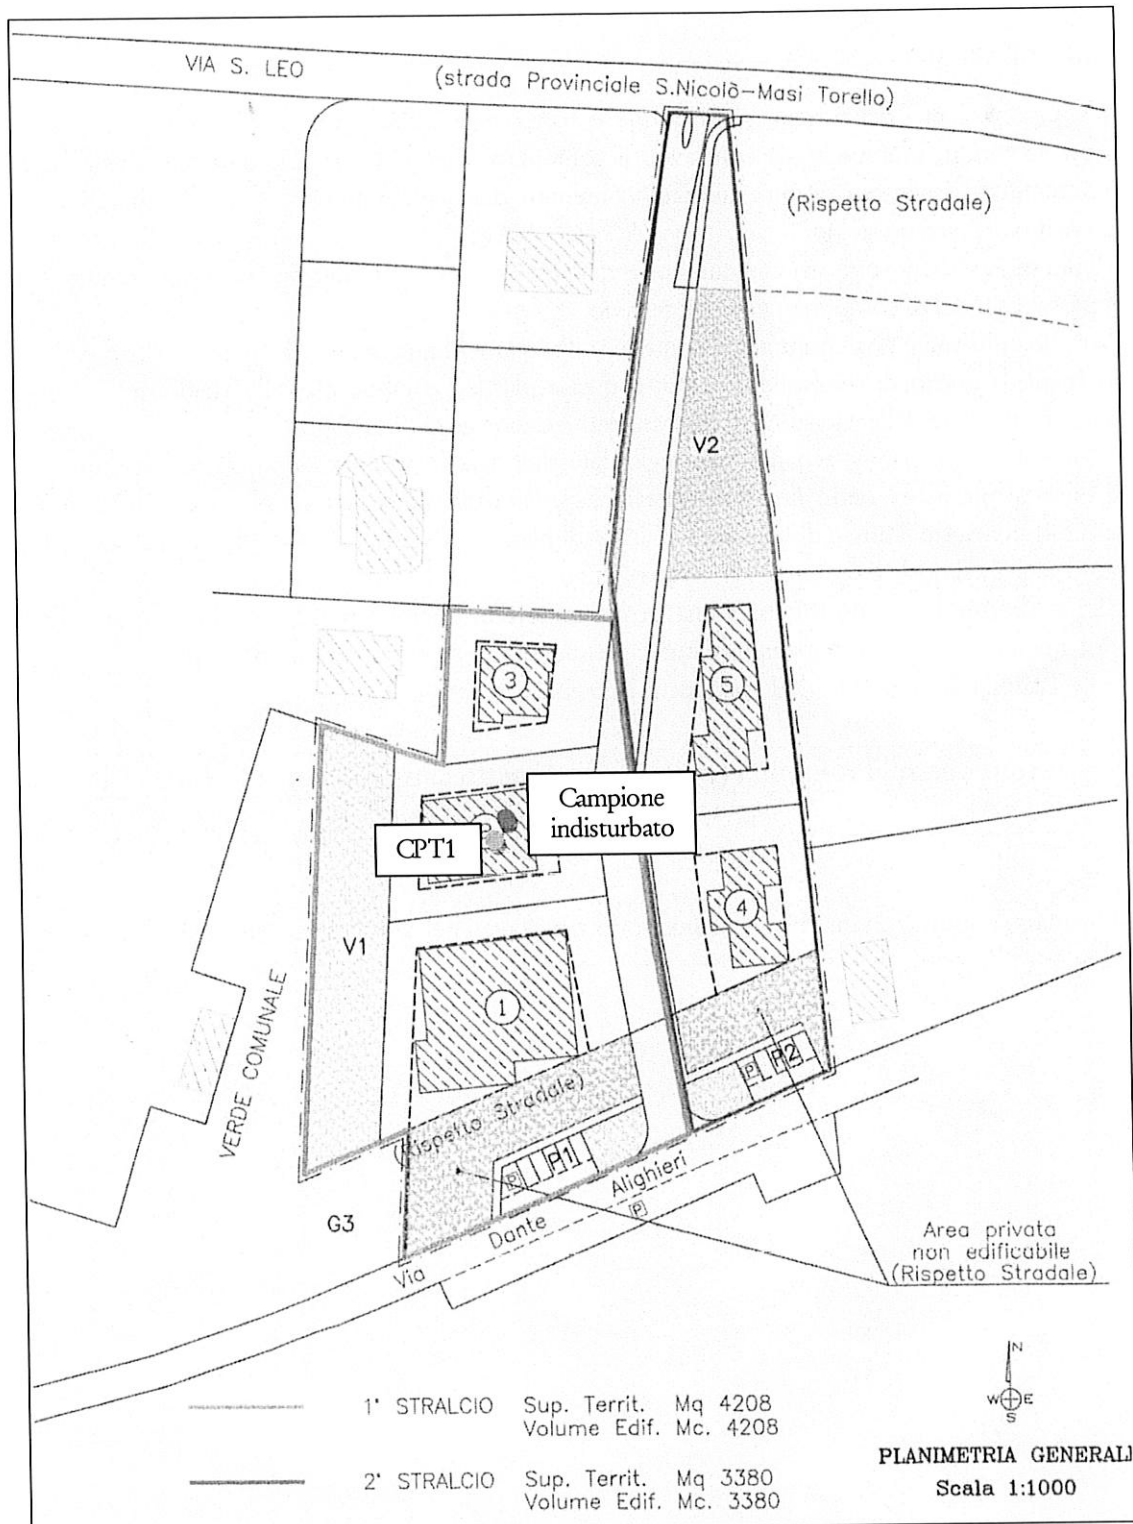 VIA S. LEO
(strada Provinciale S.Nicolò-Masi Torello)
(Rispetto Stradale)
V2
3
5
Campione
indisturbato
CPT1
4
V1
1
VERDE COMUNALE
P P2
(Rispetto Stradale)
P P1
G3
Via Dante Alighieri
P
Area privata
non edificabile
(Rispetto Stradale)
N
W E
S
1° STRALCIO Sup. Territ. Mq 4208
Volume Edif. Mc. 4208
2° STRALCIO Sup. Territ. Mq 3380
Volume Edif. Mc. 3380
PLANIMETRIA GENERALE
Scala 1:1000